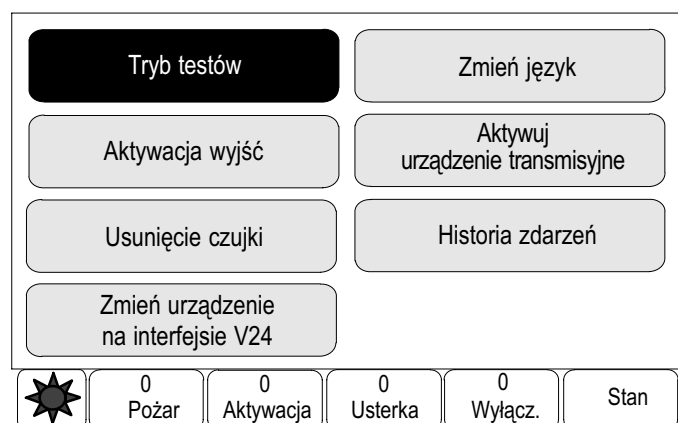 Tryb testów
Zmień język
Aktywacja wyjść
Aktywuj
urządzenie transmisyjne
Usunięcie czujki
Historia zdarzeń
Zmień urządzenie
na interfejsie V24
0
Pożar
0
Aktywacja
0
Usterka
0
Wyłącz.
Stan